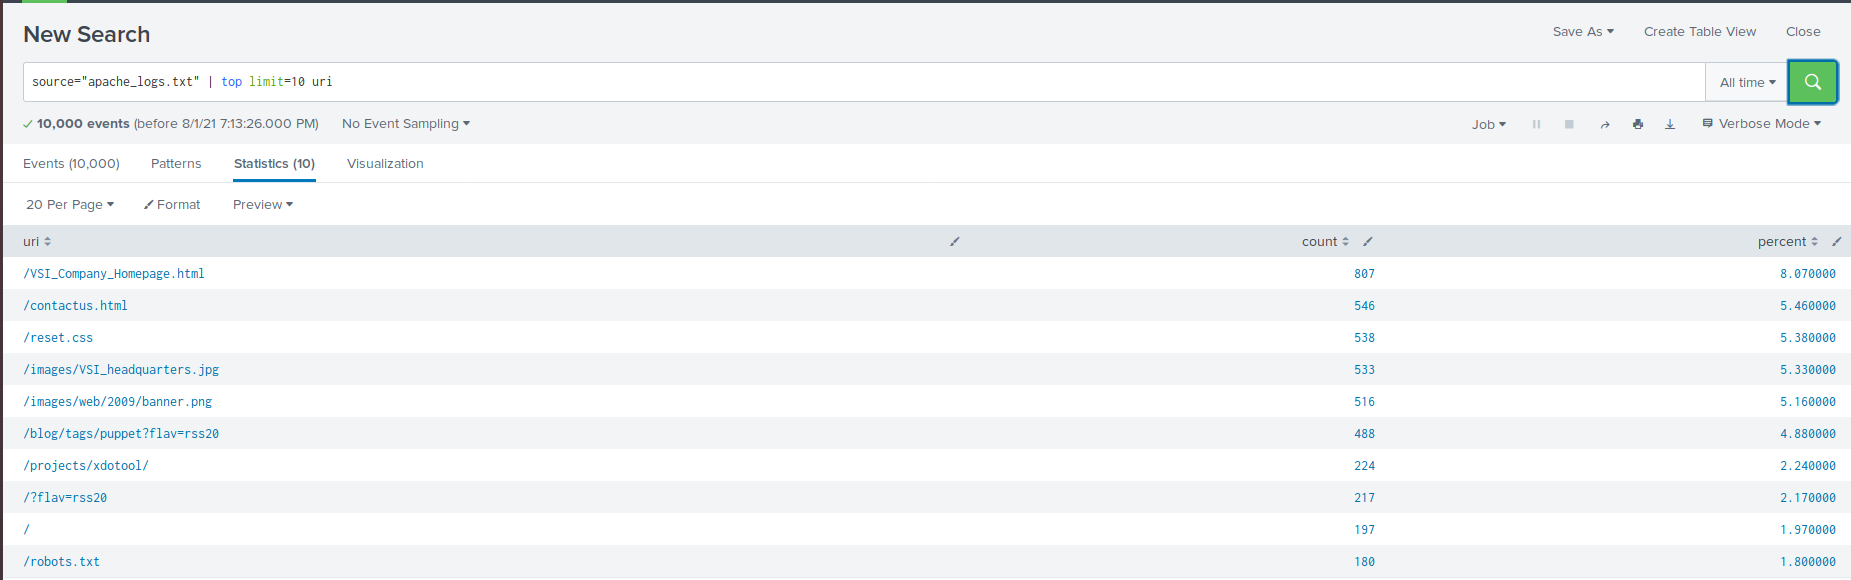 New Search
Save As Create Table View Close
source="apache_logs.txt" | top limit=10 uri
All time
10,000 events (before 8/1/21 7:13:26.000 PM) No Event Sampling
Job Verbose Mode
Events (10,000) Patterns Statistics (10) Visualization
20 Per Page Format Preview
uri count percent
/VSI_Company_Homepage.html 807 8.070000
/contactus.html 546 5.460000
/reset.css 538 5.380000
/images/VSI_headquarters.jpg 533 5.330000
/images/web/2009/banner.png 516 5.160000
/blog/tags/puppet?flav=rss20 488 4.880000
/projects/xdotool/ 224 2.240000
/?flav=rss20 217 2.170000
/ 197 1.970000
/robots.txt 180 1.800000